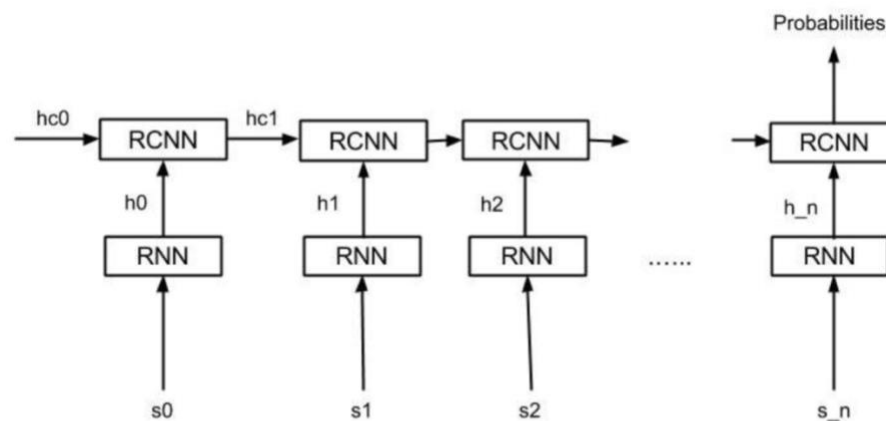 Probabilities
hc0 hc1
RCNN RCNN RCNN RCNN
h0 h1 h2 h_n
RNN RNN RNN ...... RNN
s0 s1 s2 s_n